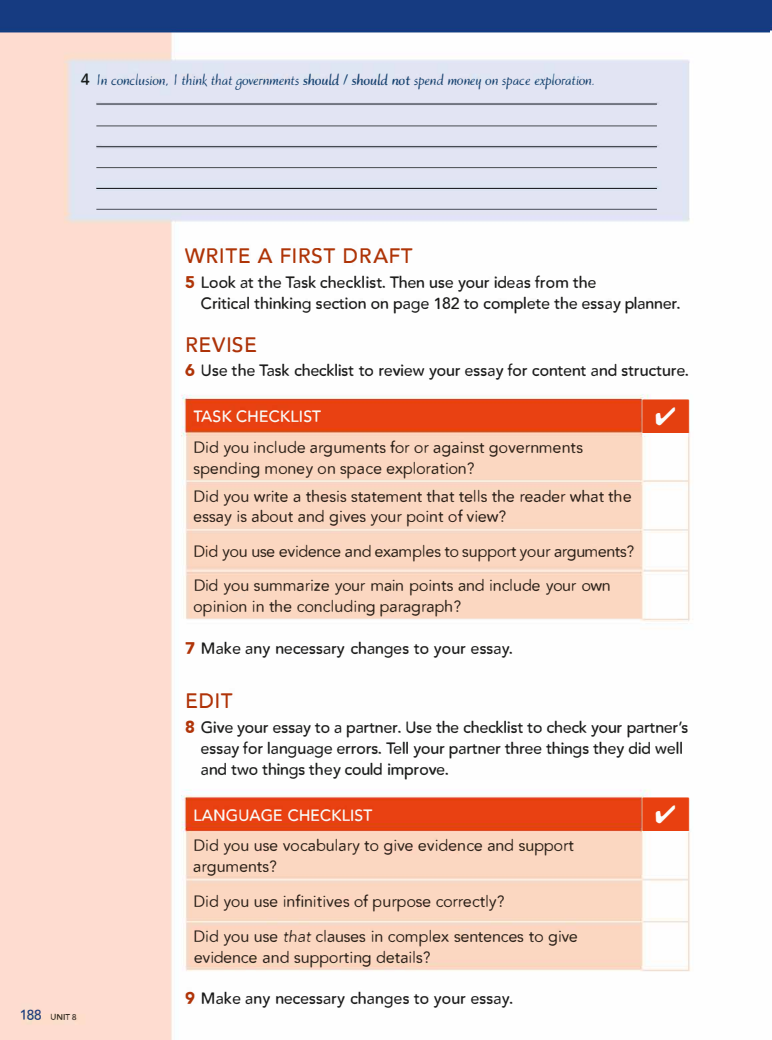 4 In conclusion, I think that governments should / should not spend money on space exploration.
WRITE A FIRST DRAFT
5 Look at the Task checklist. Then use your ideas from the
Critical thinking section on page 182 to complete the essay planner.
REVISE
6 Use the Task checklist to review your essay for content and structure.
TASK CHECKLIST ✔
Did you include arguments for or against governments
spending money on space exploration?
Did you write a thesis statement that tells the reader what the
essay is about and gives your point of view?
Did you use evidence and examples to support your arguments?
Did you summarize your main points and include your own
opinion in the concluding paragraph?
7 Make any necessary changes to your essay.
EDIT
8 Give your essay to a partner. Use the checklist to check your partner's
essay for language errors. Tell your partner three things they did well
and two things they could improve.
LANGUAGE CHECKLIST ✔
Did you use vocabulary to give evidence and support
arguments?
Did you use infinitives of purpose correctly?
Did you use that clauses in complex sentences to give
evidence and supporting details?
9 Make any necessary changes to your essay.
188 UNIT 8